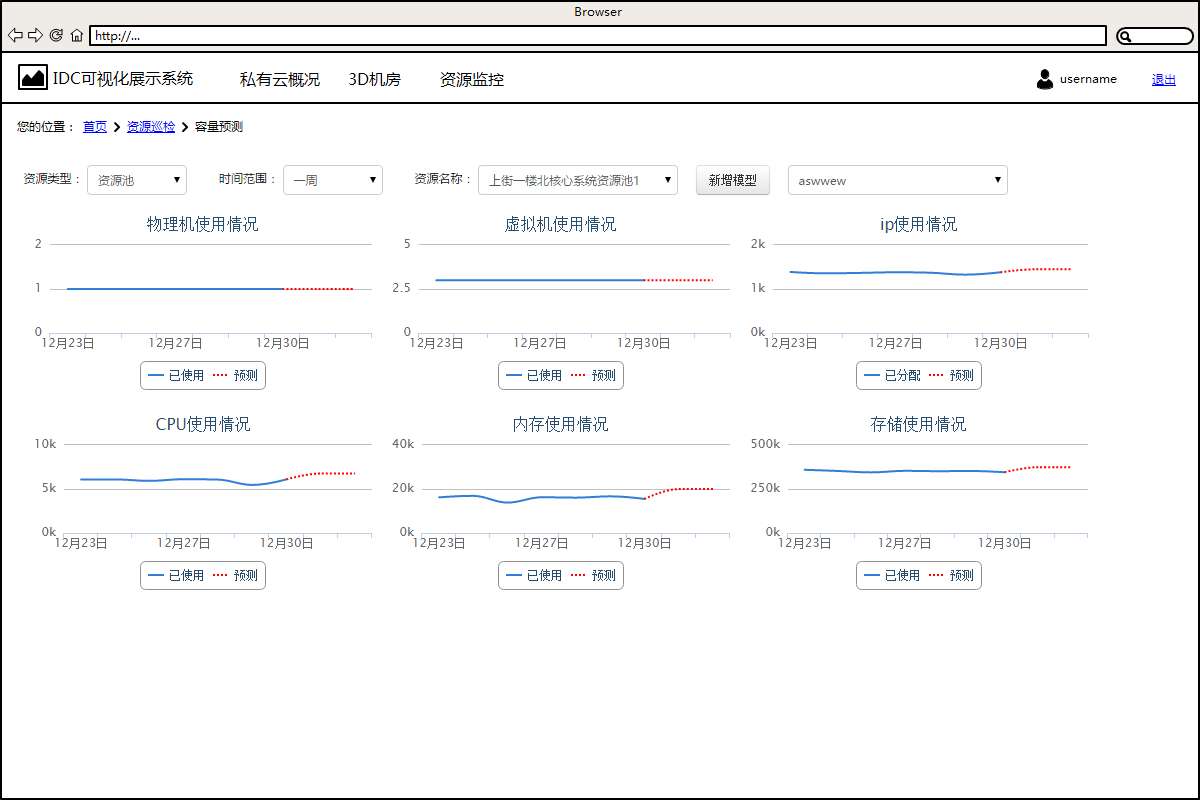 Browser
http://...
IDC可视化展示系统 私有云概况 3D机房 资源监控 username 退出
您的位置： 首页 > 资源巡检 > 容量预测
资源类型： 资源池 ▼ 时间范围： 一周 ▼ 资源名称： 上街一楼北核心系统资源池1 ▼ 新增模型 aswwew ▼
物理机使用情况
2
1
0
12月23日 12月27日 12月30日
已使用 预测
虚拟机使用情况
5
2.5
0
12月23日 12月27日 12月30日
已使用 预测
ip使用情况
2k
1k
0k
12月23日 12月27日 12月30日
已分配 预测
CPU使用情况
10k
5k
0k
12月23日 12月27日 12月30日
已使用 预测
内存使用情况
40k
20k
0k
12月23日 12月27日 12月30日
已使用 预测
存储使用情况
500k
250k
0k
12月23日 12月27日 12月30日
已使用 预测